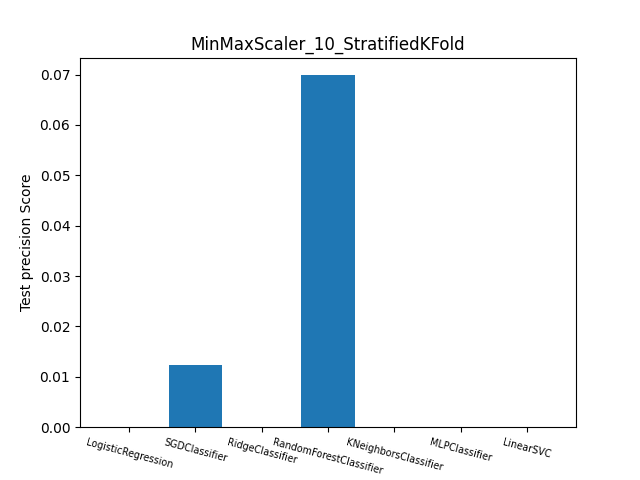 MinMaxScaler_10_StratifiedKFold
Test precision Score
0.07
0.06
0.05
0.04
0.03
0.02
0.01
0.00
LogisticRegression
SGDClassifier
RidgeClassifier
RandomForestClassifier
KNeighborsClassifier
MLPClassifier
LinearSVC